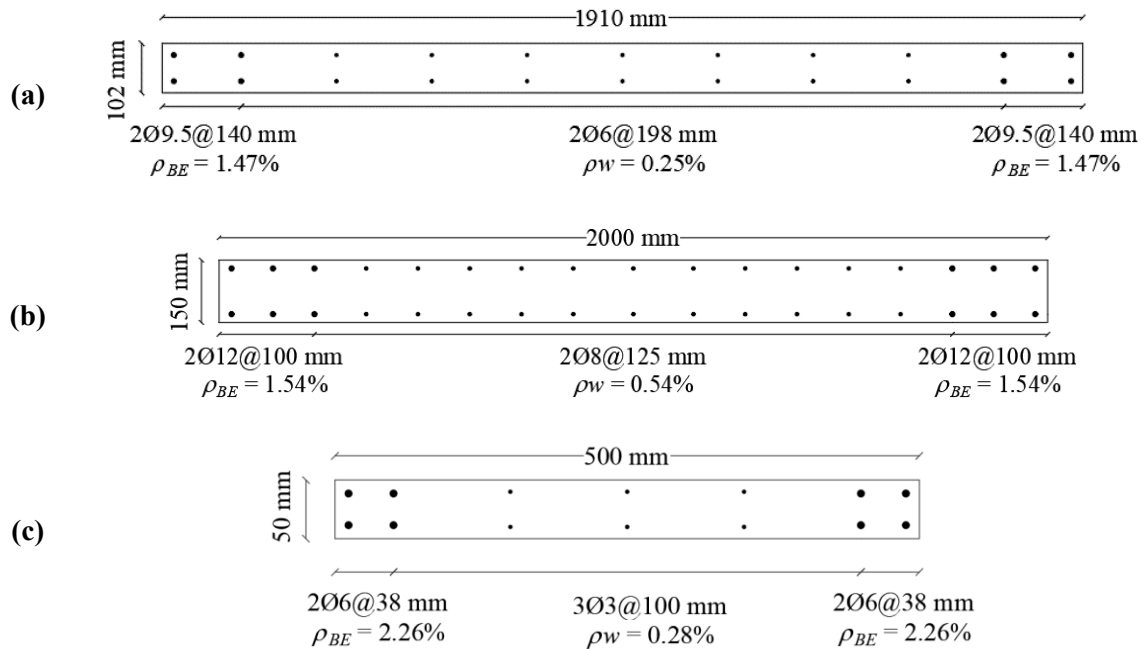 1910 mm
(a)
102 mm
2Ø9.5@140 mm
2Ø6@198 mm
2Ø9.5@140 mm
ρBE = 1.47%
ρw = 0.25%
ρBE = 1.47%
2000 mm
(b)
150 mm
2Ø12@100 mm
2Ø8@125 mm
2Ø12@100 mm
ρBE = 1.54%
ρw = 0.54%
ρBE = 1.54%
500 mm
(c)
50 mm
2Ø6@38 mm
3Ø3@100 mm
2Ø6@38 mm
ρBE = 2.26%
ρw = 0.28%
ρBE = 2.26%